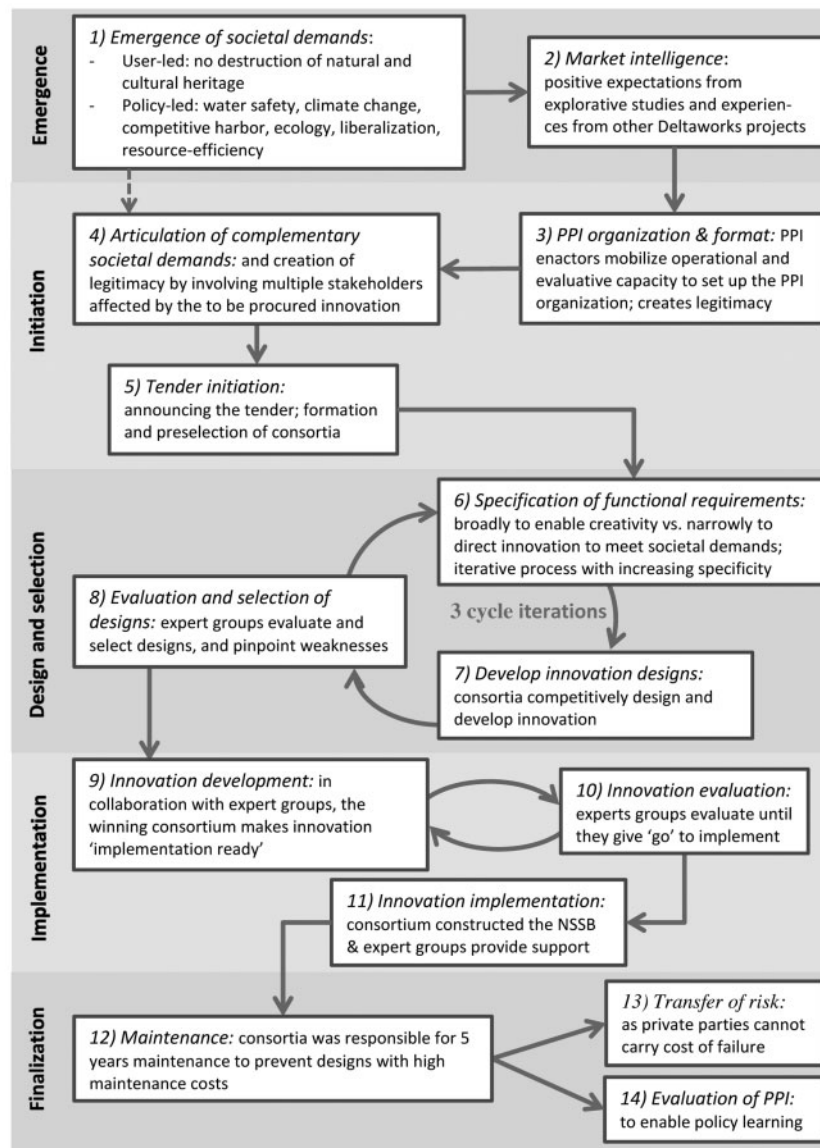 Emergence
1) Emergence of societal demands:
- User-led: no destruction of natural and
cultural heritage
- Policy-led: water safety, climate change,
competitive harbor, ecology, liberalization,
resource-efficiency
2) Market intelligence:
positive expectations from
explorative studies and experien-
ces from other Deltaworks projects
Initiation
3) PPI organization & format: PPI
enactors mobilize operational and
evaluative capacity to set up the PPI
organization; creates legitimacy
4) Articulation of complementary
societal demands: and creation of
legitimacy by involving multiple stakeholders
affected by the to be procured innovation
5) Tender initiation:
announcing the tender; formation
and preselection of consortia
Design and selection
6) Specification of functional requirements:
broadly to enable creativity vs. narrowly to
direct innovation to meet societal demands;
iterative process with increasing specificity
3 cycle iterations
7) Develop innovation designs:
consortia competitively design and
develop innovation
8) Evaluation and selection of
designs: expert groups evaluate and
select designs, and pinpoint weaknesses
Implementation
9) Innovation development: in
collaboration with expert groups, the
winning consortium makes innovation
‘implementation ready’
10) Innovation evaluation:
experts groups evaluate until
they give ‘go’ to implement
11) Innovation implementation:
consortium constructed the NSSB
& expert groups provide support
Finalization
12) Maintenance: consortia was responsible for 5
years maintenance to prevent designs with high
maintenance costs
13) Transfer of risk:
as private parties cannot
carry cost of failure
14) Evaluation of PPI:
to enable policy learning